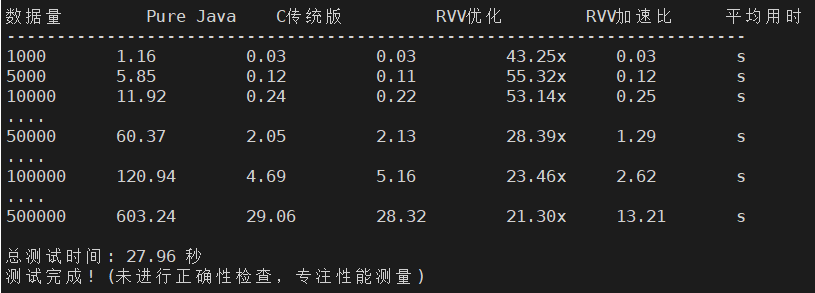 数据量 Pure Java C传统版 RVV优化 RVV加速比 平均用时
--------------------------------------------------------------------------
1000 1.16 0.03 0.03 43.25x 0.03 s
5000 5.85 0.12 0.11 55.32x 0.12 s
10000 11.92 0.24 0.22 53.14x 0.25 s
....
50000 60.37 2.05 2.13 28.39x 1.29 s
....
100000 120.94 4.69 5.16 23.46x 2.62 s
....
500000 603.24 29.06 28.32 21.30x 13.21 s
总测试时间: 27.96 秒
测试完成! (未进行正确性检查, 专注性能测量)